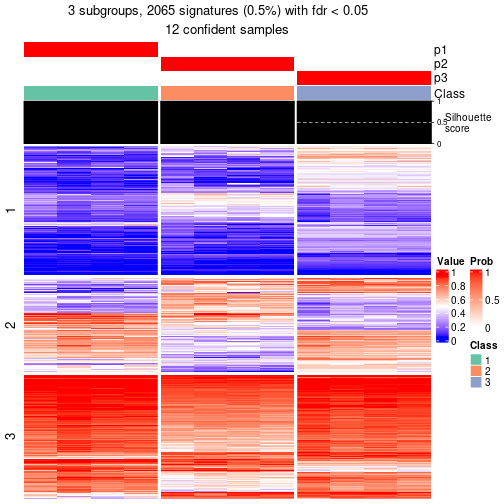 3 subgroups, 2065 signatures (0.5%) with fdr < 0.05
12 confident samples
p1
p2
p3
Class
1
0.5
0
Silhouette
score
1
2
3
Value
1
0.8
0.6
0.4
0.2
0
Prob
1
0.5
0
Class
1
2
3